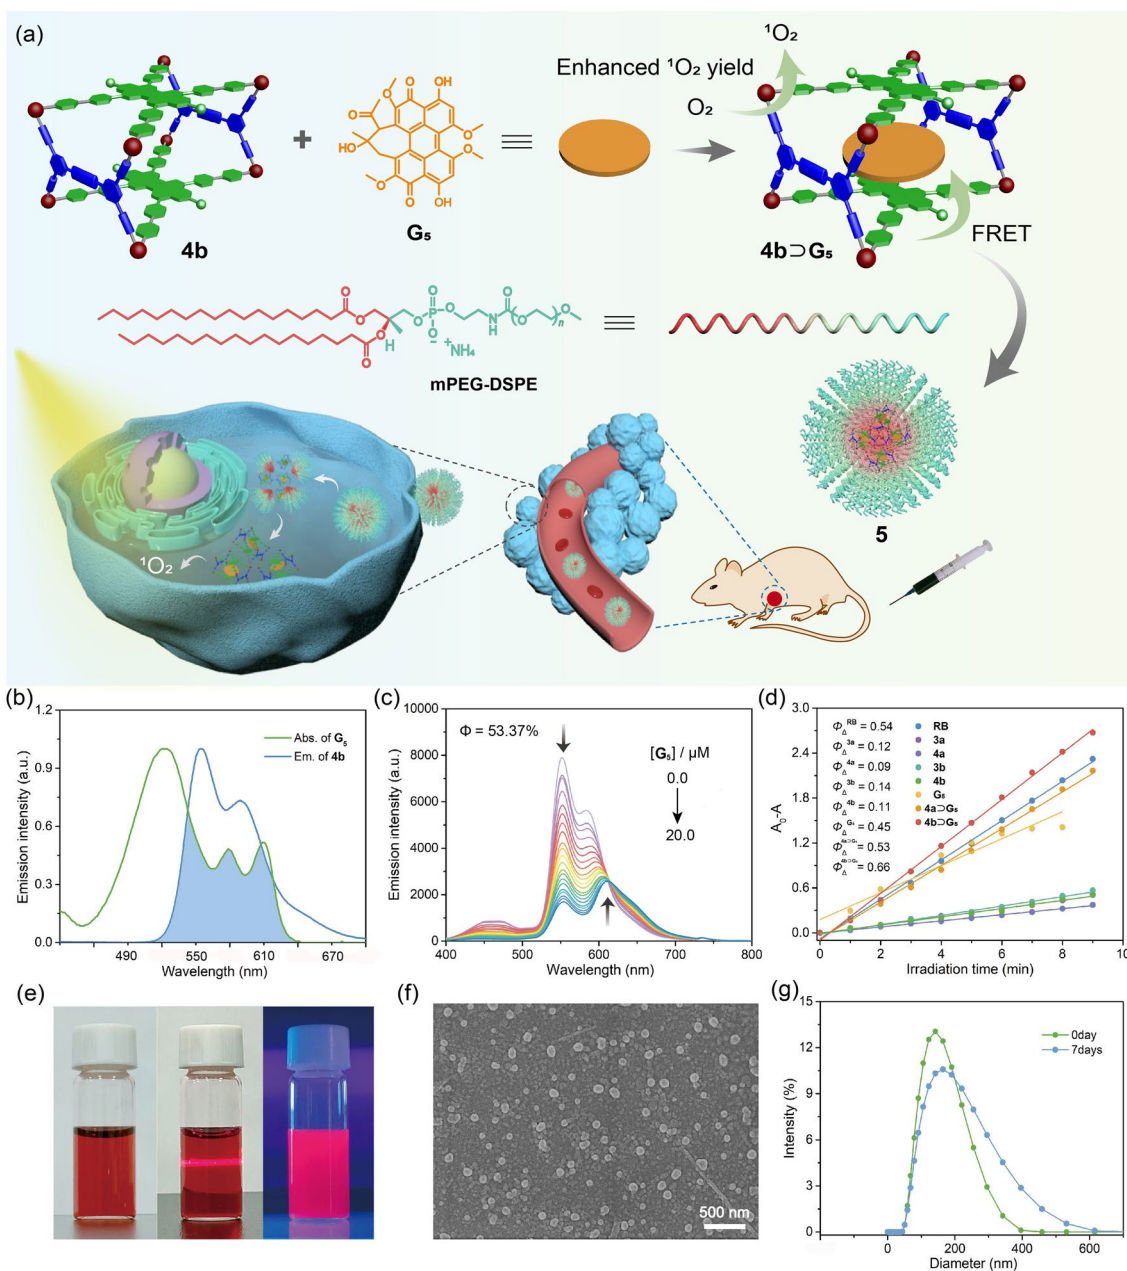 (a)
¹O₂
Enhanced ¹O₂ yield
O₂
O
OH
O
O
O
HO
O
O
O
O
OH
4b
+
G₅
4b⊃G₅
FRET
O
O
O
O
P
O
O⁻
O
N
H
O
O
O
n
O
H
⁺NH₄
mPEG-DSPE
5
¹O₂
(b)
1.2
0.9
0.6
0.3
0.0
Emission intensity (a.u.)
Abs. of G₅
Em. of 4b
490
550
610
670
Wavelength (nm)
(c)
10000
8000
6000
4000
2000
0
Emission intensity (a.u.)
Φ = 53.37%
[G₅] / μM
0.0
20.0
400
500
600
700
800
Wavelength (nm)
(d)
3.0
2.4
1.8
1.2
0.6
0.0
A₀-A
Φ_Δ^RB = 0.54
Φ_Δ^3a = 0.12
Φ_Δ^4a = 0.09
Φ_Δ^3b = 0.14
Φ_Δ^4b = 0.11
Φ_Δ^G₅ = 0.45
Φ_Δ^4a⊃G₅ = 0.53
Φ_Δ^4b⊃G₅ = 0.66
RB
3a
4a
3b
4b
G₅
4a⊃G₅
4b⊃G₅
0
2
4
6
8
10
Irradiation time (min)
(e)
(f)
500 nm
(g)
15
12
9
6
3
0
Intensity (%)
0day
7days
0
200
400
600
Diameter (nm)